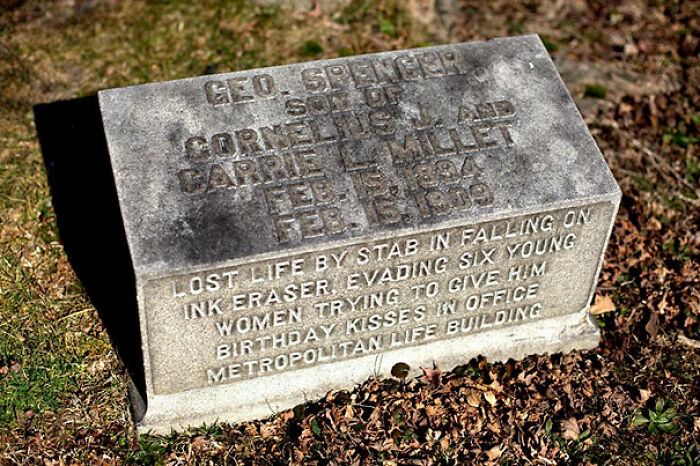 GEO. SPENCER
SON OF
CORNELIUS J. AND
CARRIE L. MILLET
FEB. 15, 1894
FEB. 15, 1909
LOST LIFE BY STAB IN FALLING ON
INK ERASER, EVADING SIX YOUNG
WOMEN TRYING TO GIVE HIM
BIRTHDAY KISSES IN OFFICE
METROPOLITAN LIFE BUILDING